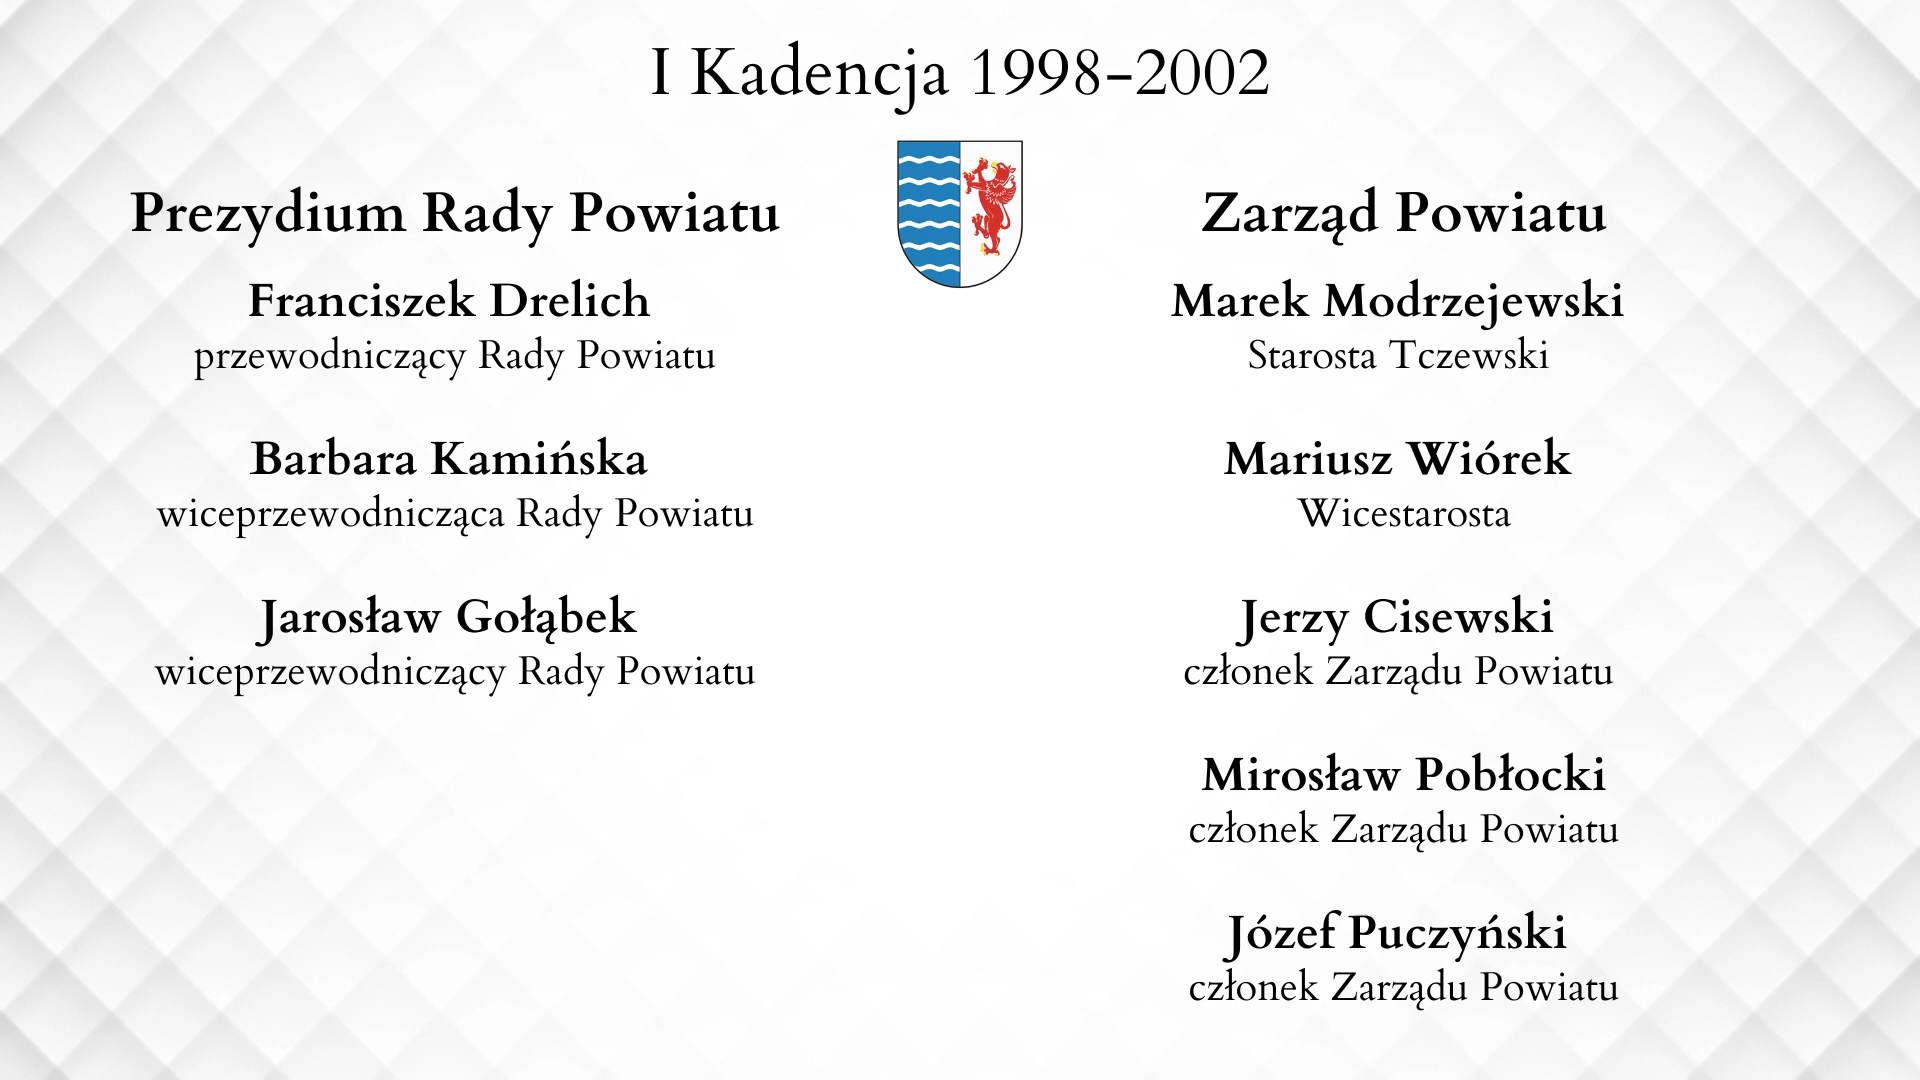 I Kadencja 1998-2002
Prezydium Rady Powiatu
Franciszek Drelich
przewodniczący Rady Powiatu
Barbara Kamińska
wiceprzewodnicząca Rady Powiatu
Jarosław Gołąbek
wiceprzewodniczący Rady Powiatu
Zarząd Powiatu
Marek Modrzejewski
Starosta Tczewski
Mariusz Wiórek
Wicestarosta
Jerzy Cisewski
członek Zarządu Powiatu
Mirosław Pobłocki
członek Zarządu Powiatu
Józef Puczyński
członek Zarządu Powiatu